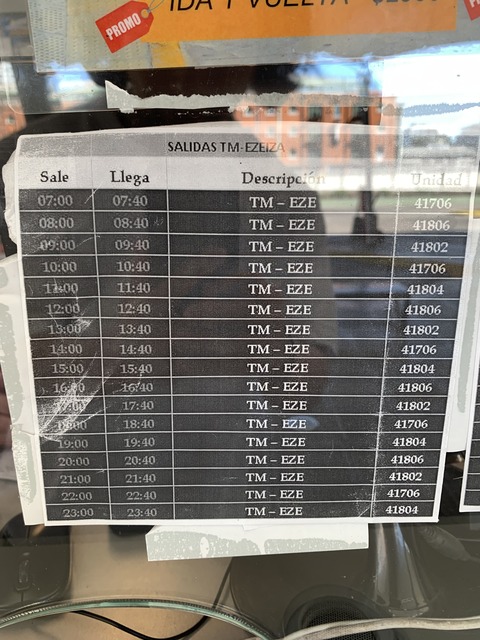 PROMO
IDA Y VUELTA
SALIDAS TM-EZEIZA
Sale Llega Descripción Unidad
07:00 07:40 TM – EZE 41706
08:00 08:40 TM – EZE 41806
09:00 09:40 TM – EZE 41802
10:00 10:40 TM – EZE 41706
11:00 11:40 TM – EZE 41804
12:00 12:40 TM – EZE 41806
13:00 13:40 TM – EZE 41802
14:00 14:40 TM – EZE 41706
15:00 15:40 TM – EZE 41804
16:00 16:40 TM – EZE 41806
17:00 17:40 TM – EZE 41802
18:00 18:40 TM – EZE 41706
19:00 19:40 TM – EZE 41804
20:00 20:40 TM – EZE 41806
21:00 21:40 TM – EZE 41802
22:00 22:40 TM – EZE 41706
23:00 23:40 TM – EZE 41804